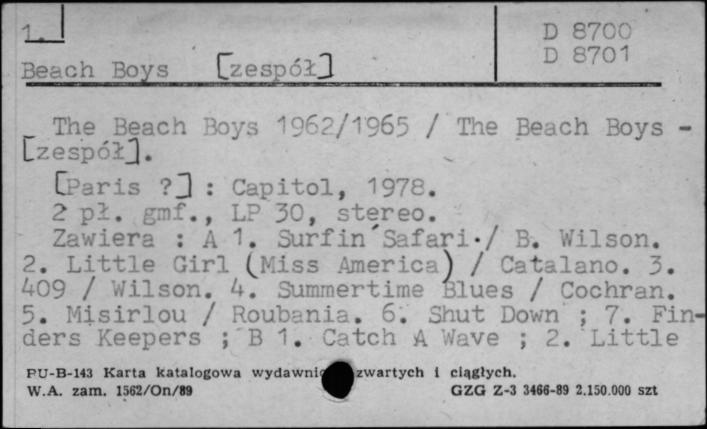 1.
D 8700
D 8701
Beach Boys [zespół]
The Beach Boys 1962/1965 / The Beach Boys -
[zespół].
[Paris ?] : Capitol, 1978.
2 pł. gmf., LP 30, stereo.
Zawiera : A 1. Surfin´Safari./ B. Wilson.
2. Little Girl (Miss America) / Catalano. 3.
409 / Wilson. 4. Summertime Blues / Cochran.
5. Misirlou / Roubania. 6. Shut Down ; 7. Fin-
ders Keepers ; B 1. Catch A Wave ; 2. Little
PU-B-143 Karta katalogowa zwartych i ciągłych.
W.A. zam. 1562/On/89 GZG Z-3 3466-89 2.150.000 szt